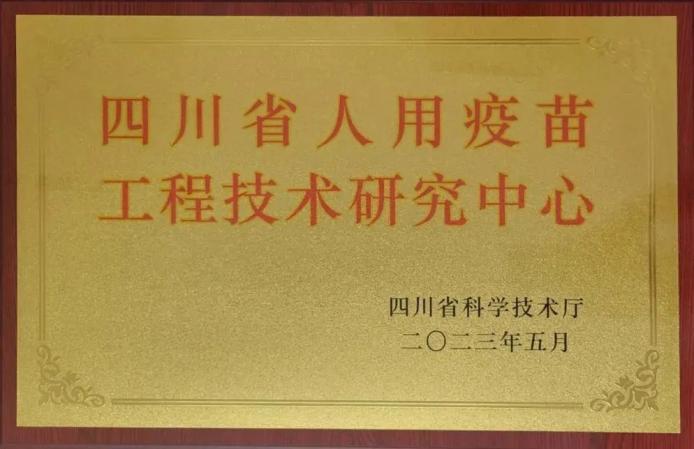 四川省人用疫苗
工程技术研究中心
四川省科学技术厅
二〇二三年五月